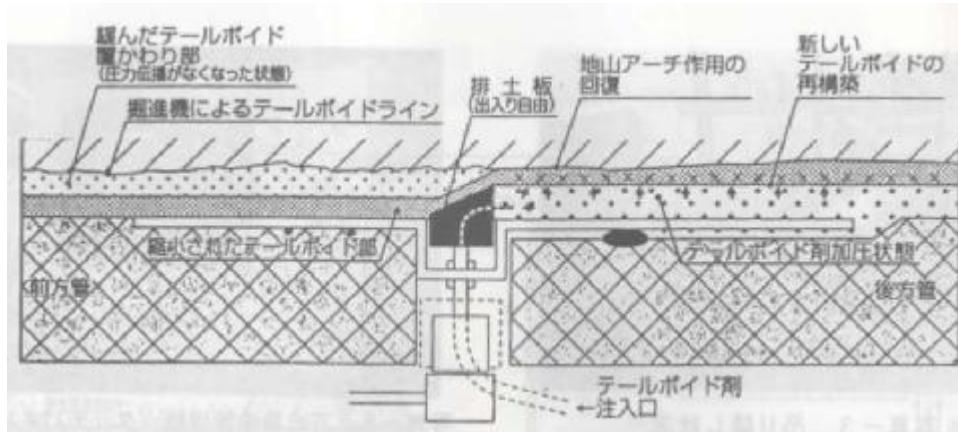 緩んだテールボイド
置かわり部
(圧力伝播がなくなった状態)
掘進機によるテールボイドライン
排土板
(出入り自由)
地山アーチ作用の
回復
新しい
テールボイドの
再構築
縮小されたテールボイド部
テールボイド剤加圧状態
前方管
後方管
テールボイド剤
←注入口